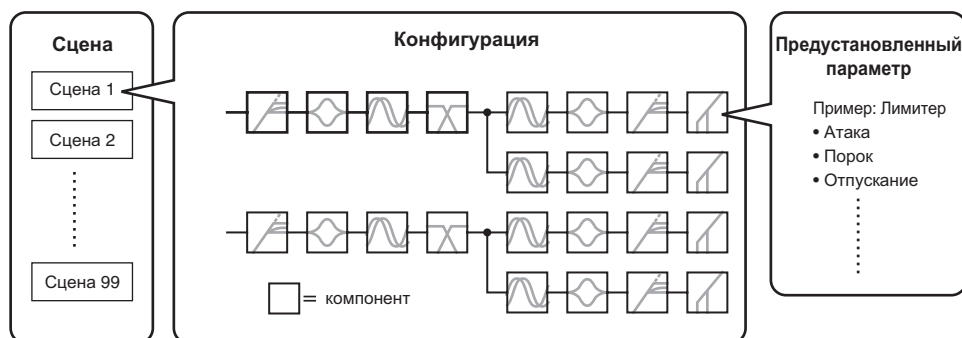 Сцена
Сцена 1
Сцена 2
Сцена 99
Конфигурация
= компонент
Предустановленный
параметр
Пример: Лимитер
• Атака
• Порок
• Отпускание